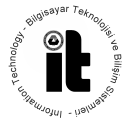 Information Technology - Bilgisayar Teknolojisi ve Bilişim Sistemleri -
it